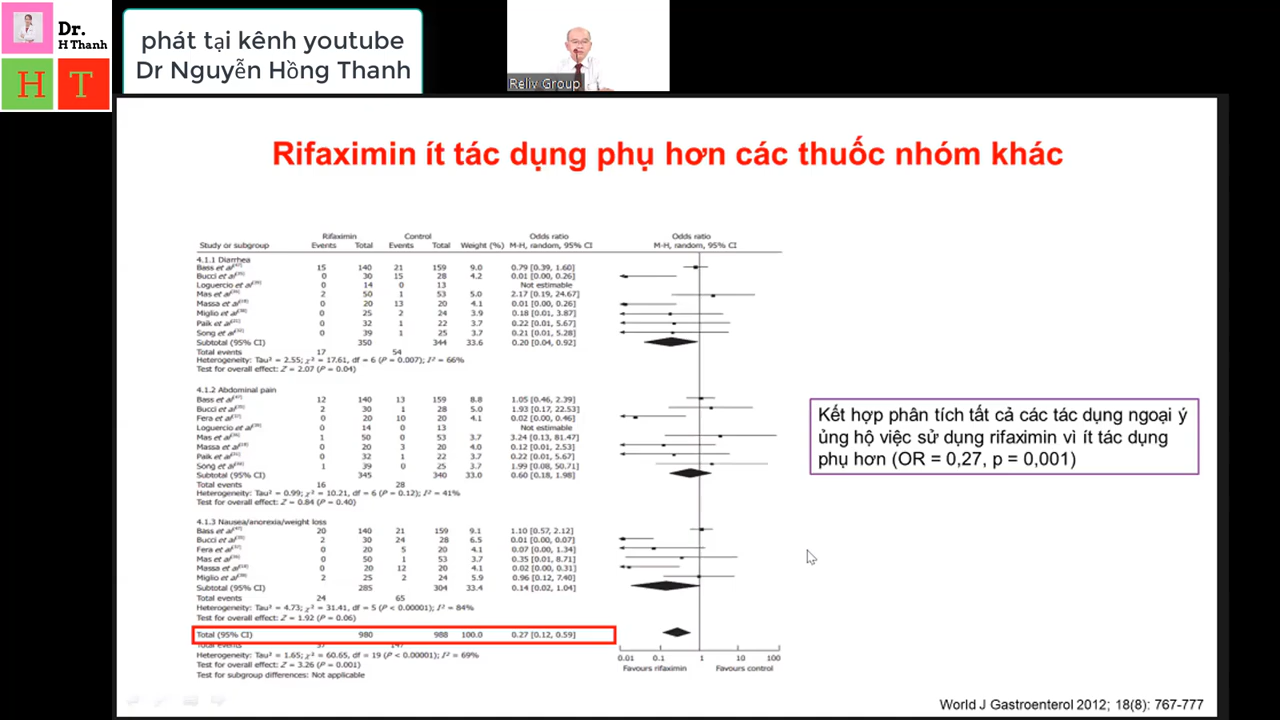 Dr.
H Thanh
H T
phát tại kênh youtube
Dr Nguyễn Hồng Thanh
Reliv Group
Rifaximin ít tác dụng phụ hơn các thuốc nhóm khác
Rifaximin Control Odds ratio Odds ratio
Study or subgroup Events Total Events Total Weight (%) M-H, random, 95% CI M-H, random, 95% CI
4.1.1 Diarrhea
Bass et al 15 140 21 159 9.0 0.79 [0.39, 1.60]
Bucci et al 0 30 15 28 4.2 0.01 [0.00, 0.26]
Loguercio et al 0 14 0 13 Not estimable
Mas et al 2 50 1 53 5.0 2.17 [0.19, 24.67]
Massa et al 0 20 13 20 4.1 0.01 [0.00, 0.26]
Miglio et al 0 25 2 24 3.9 0.18 [0.01, 3.87]
Paik et al 0 32 1 22 3.7 0.22 [0.01, 5.67]
Song et al 0 39 1 25 3.7 0.21 [0.01, 5.28]
Subtotal (95% CI) 350 344 33.6 0.20 [0.04, 0.92]
Total events 17 54
Heterogeneity: Tau² = 2.55; χ² = 17.61, df = 6 (P = 0.007); I² = 66%
Test for overall effect: Z = 2.07 (P = 0.04)
4.1.2 Abdominal pain
Bass et al 12 140 13 159 8.8 1.05 [0.46, 2.39]
Bucci et al 2 30 1 28 5.0 1.93 [0.17, 22.53]
Fera et al 0 20 10 20 4.1 0.02 [0.00, 0.46]
Loguercio et al 0 14 0 13 Not estimable
Mas et al 1 50 0 53 3.7 3.24 [0.13, 81.47]
Massa et al 0 20 3 20 4.0 0.12 [0.01, 2.53]
Paik et al 0 32 1 22 3.7 0.22 [0.01, 5.67]
Song et al 1 39 0 25 3.7 1.99 [0.08, 50.71]
Subtotal (95% CI) 345 340 33.0 0.60 [0.18, 1.98]
Total events 16 28
Heterogeneity: Tau² = 0.99; χ² = 10.21, df = 6 (P = 0.12); I² = 41%
Test for overall effect: Z = 0.84 (P = 0.40)
4.1.3 Nausea/anorexia/weight loss
Bass et al 20 140 21 159 9.1 1.10 [0.57, 2.12]
Bucci et al 2 30 24 28 6.5 0.01 [0.00, 0.07]
Fera et al 0 20 5 20 4.1 0.07 [0.00, 1.34]
Mas et al 0 50 1 53 3.7 0.35 [0.01, 8.71]
Massa et al 0 20 12 20 4.1 0.02 [0.00, 0.31]
Miglio et al 2 25 2 24 5.9 0.96 [0.12, 7.40]
Subtotal (95% CI) 285 304 33.4 0.14 [0.02, 1.04]
Total events 24 65
Heterogeneity: Tau² = 4.73; χ² = 31.41, df = 5 (P < 0.00001); I² = 84%
Test for overall effect: Z = 1.92 (P = 0.06)
Total (95% CI) 980 988 100.0 0.27 [0.12, 0.59]
Total events
Heterogeneity: Tau² = 1.65; χ² = 60.65, df = 19 (P < 0.00001); I² = 69%
Test for overall effect: Z = 3.26 (P = 0.001)
Test for subgroup differences: Not applicable
0.01 0.1 1 10 100
Favours rifaximin Favours control
Kết hợp phân tích tất cả các tác dụng ngoại ý
ủng hộ việc sử dụng rifaximin vì ít tác dụng
phụ hơn (OR = 0,27, p = 0,001)
World J Gastroenterol 2012; 18(8): 767-777